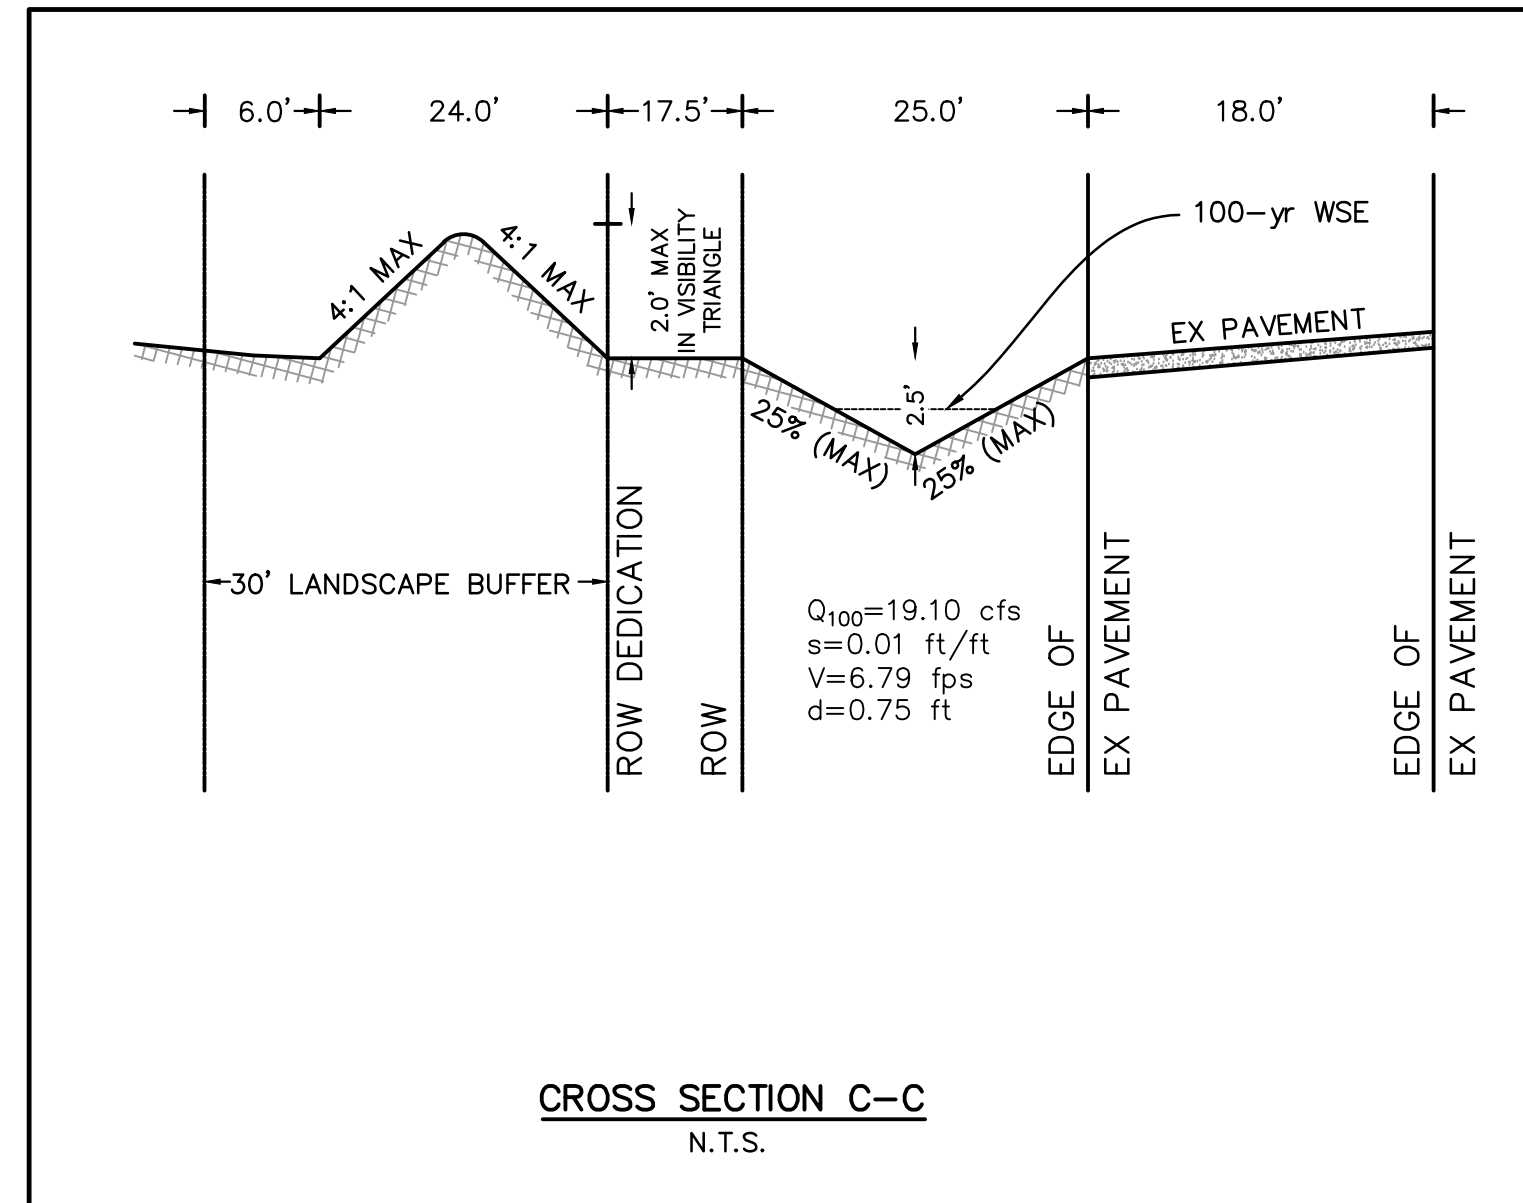 6.0' 24.0' 17.5' 25.0' 18.0'
4:1 MAX
4:1 MAX
2.0' MAX
IN VISIBILITY
TRIANGLE
100-yr WSE
EX PAVEMENT
2.5'
25% (MAX)
25% (MAX)
30' LANDSCAPE BUFFER
ROW DEDICATION
ROW
Q₁₀₀=19.10 cfs
s=0.01 ft/ft
V=6.79 fps
d=0.75 ft
EDGE OF
EX PAVEMENT
EDGE OF
EX PAVEMENT
CROSS SECTION C-C
N.T.S.